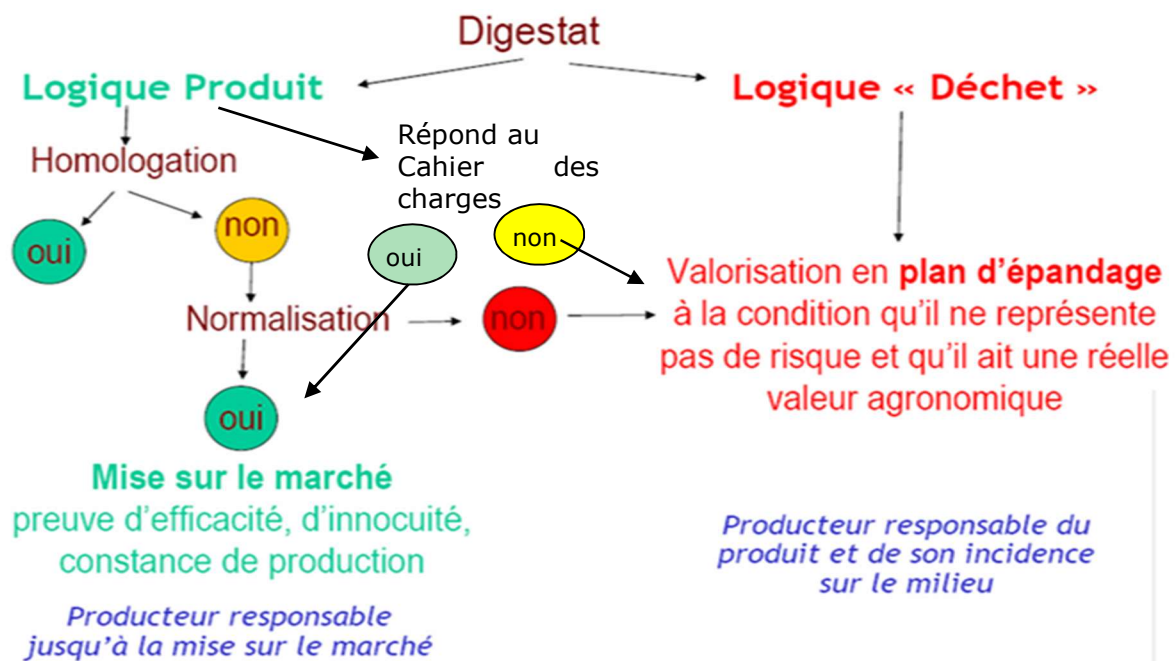 Digestat
Logique Produit
Logique « Déchet »
Répond au
Cahier des
charges
Homologation
oui
non
oui
non
Normalisation
non
oui
Valorisation en plan d'épandage
à la condition qu'il ne représente
pas de risque et qu'il ait une réelle
valeur agronomique
Mise sur le marché
preuve d'efficacité, d'innocuité,
constance de production
Producteur responsable
jusqu'à la mise sur le marché
Producteur responsable du
produit et de son incidence
sur le milieu